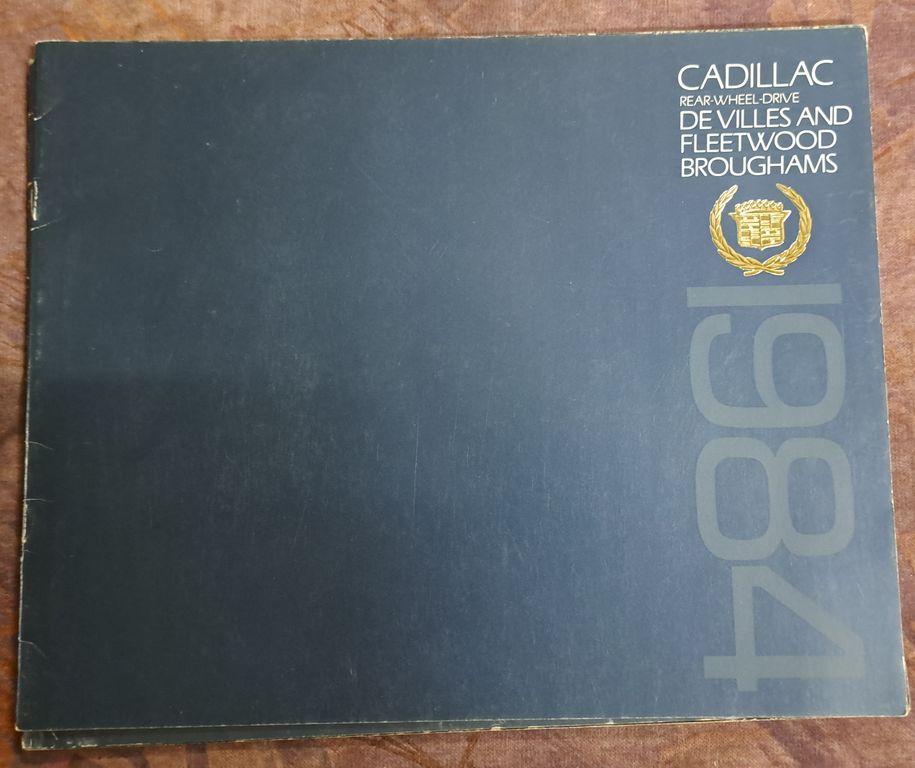 CADILLAC
REAR-WHEEL-DRIVE
DE VILLES AND
FLEETWOOD
BROUGHAMS
1984